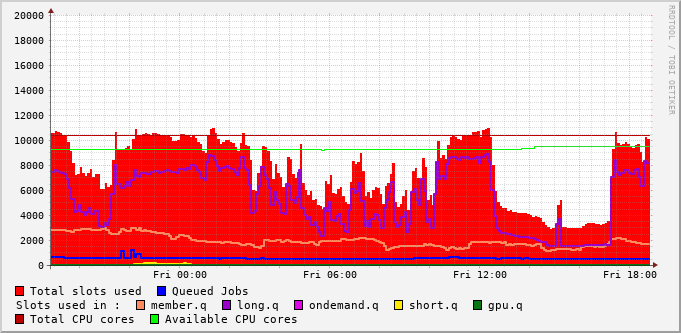 20000
18000
16000
14000
12000
10000
8000
6000
4000
2000
0
Fri 00:00 Fri 06:00 Fri 12:00 Fri 18:00
RRDTOOL / TOBI OETIKER
Total slots used Queued Jobs
Slots used in : member.q long.q ondemand.q short.q gpu.q
Total CPU cores Available CPU cores